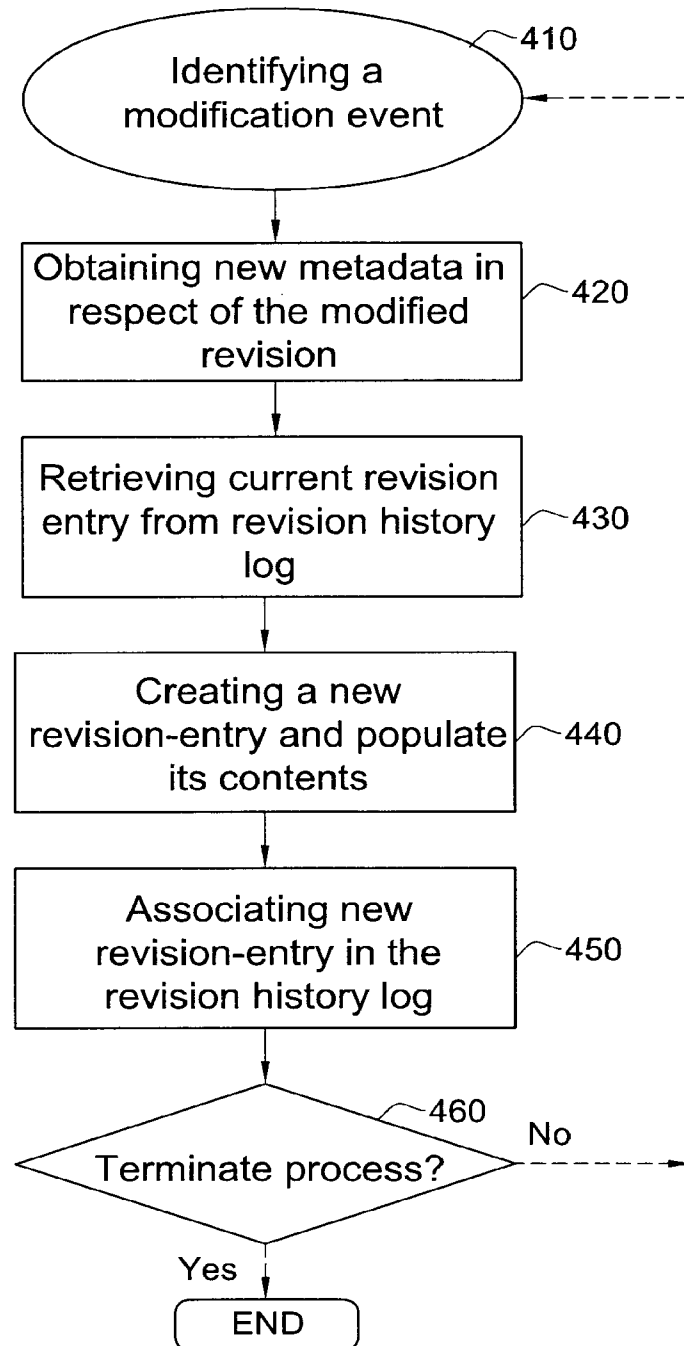 410
Identifying a
modification event
Obtaining new metadata in
respect of the modified
revision
420
Retrieving current revision
entry from revision history
log
430
Creating a new
revision-entry and populate
its contents
440
Associating new
revision-entry in the
revision history log
450
460
No
Terminate process?
Yes
END